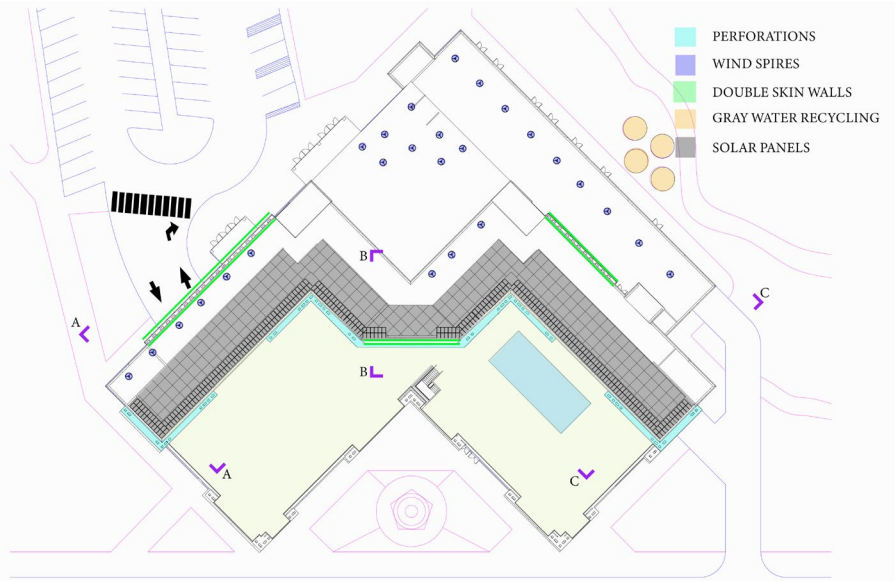 PERFORATIONS
WIND SPIRES
DOUBLE SKIN WALLS
GRAY WATER RECYCLING
SOLAR PANELS
B
C
A
B
A
C